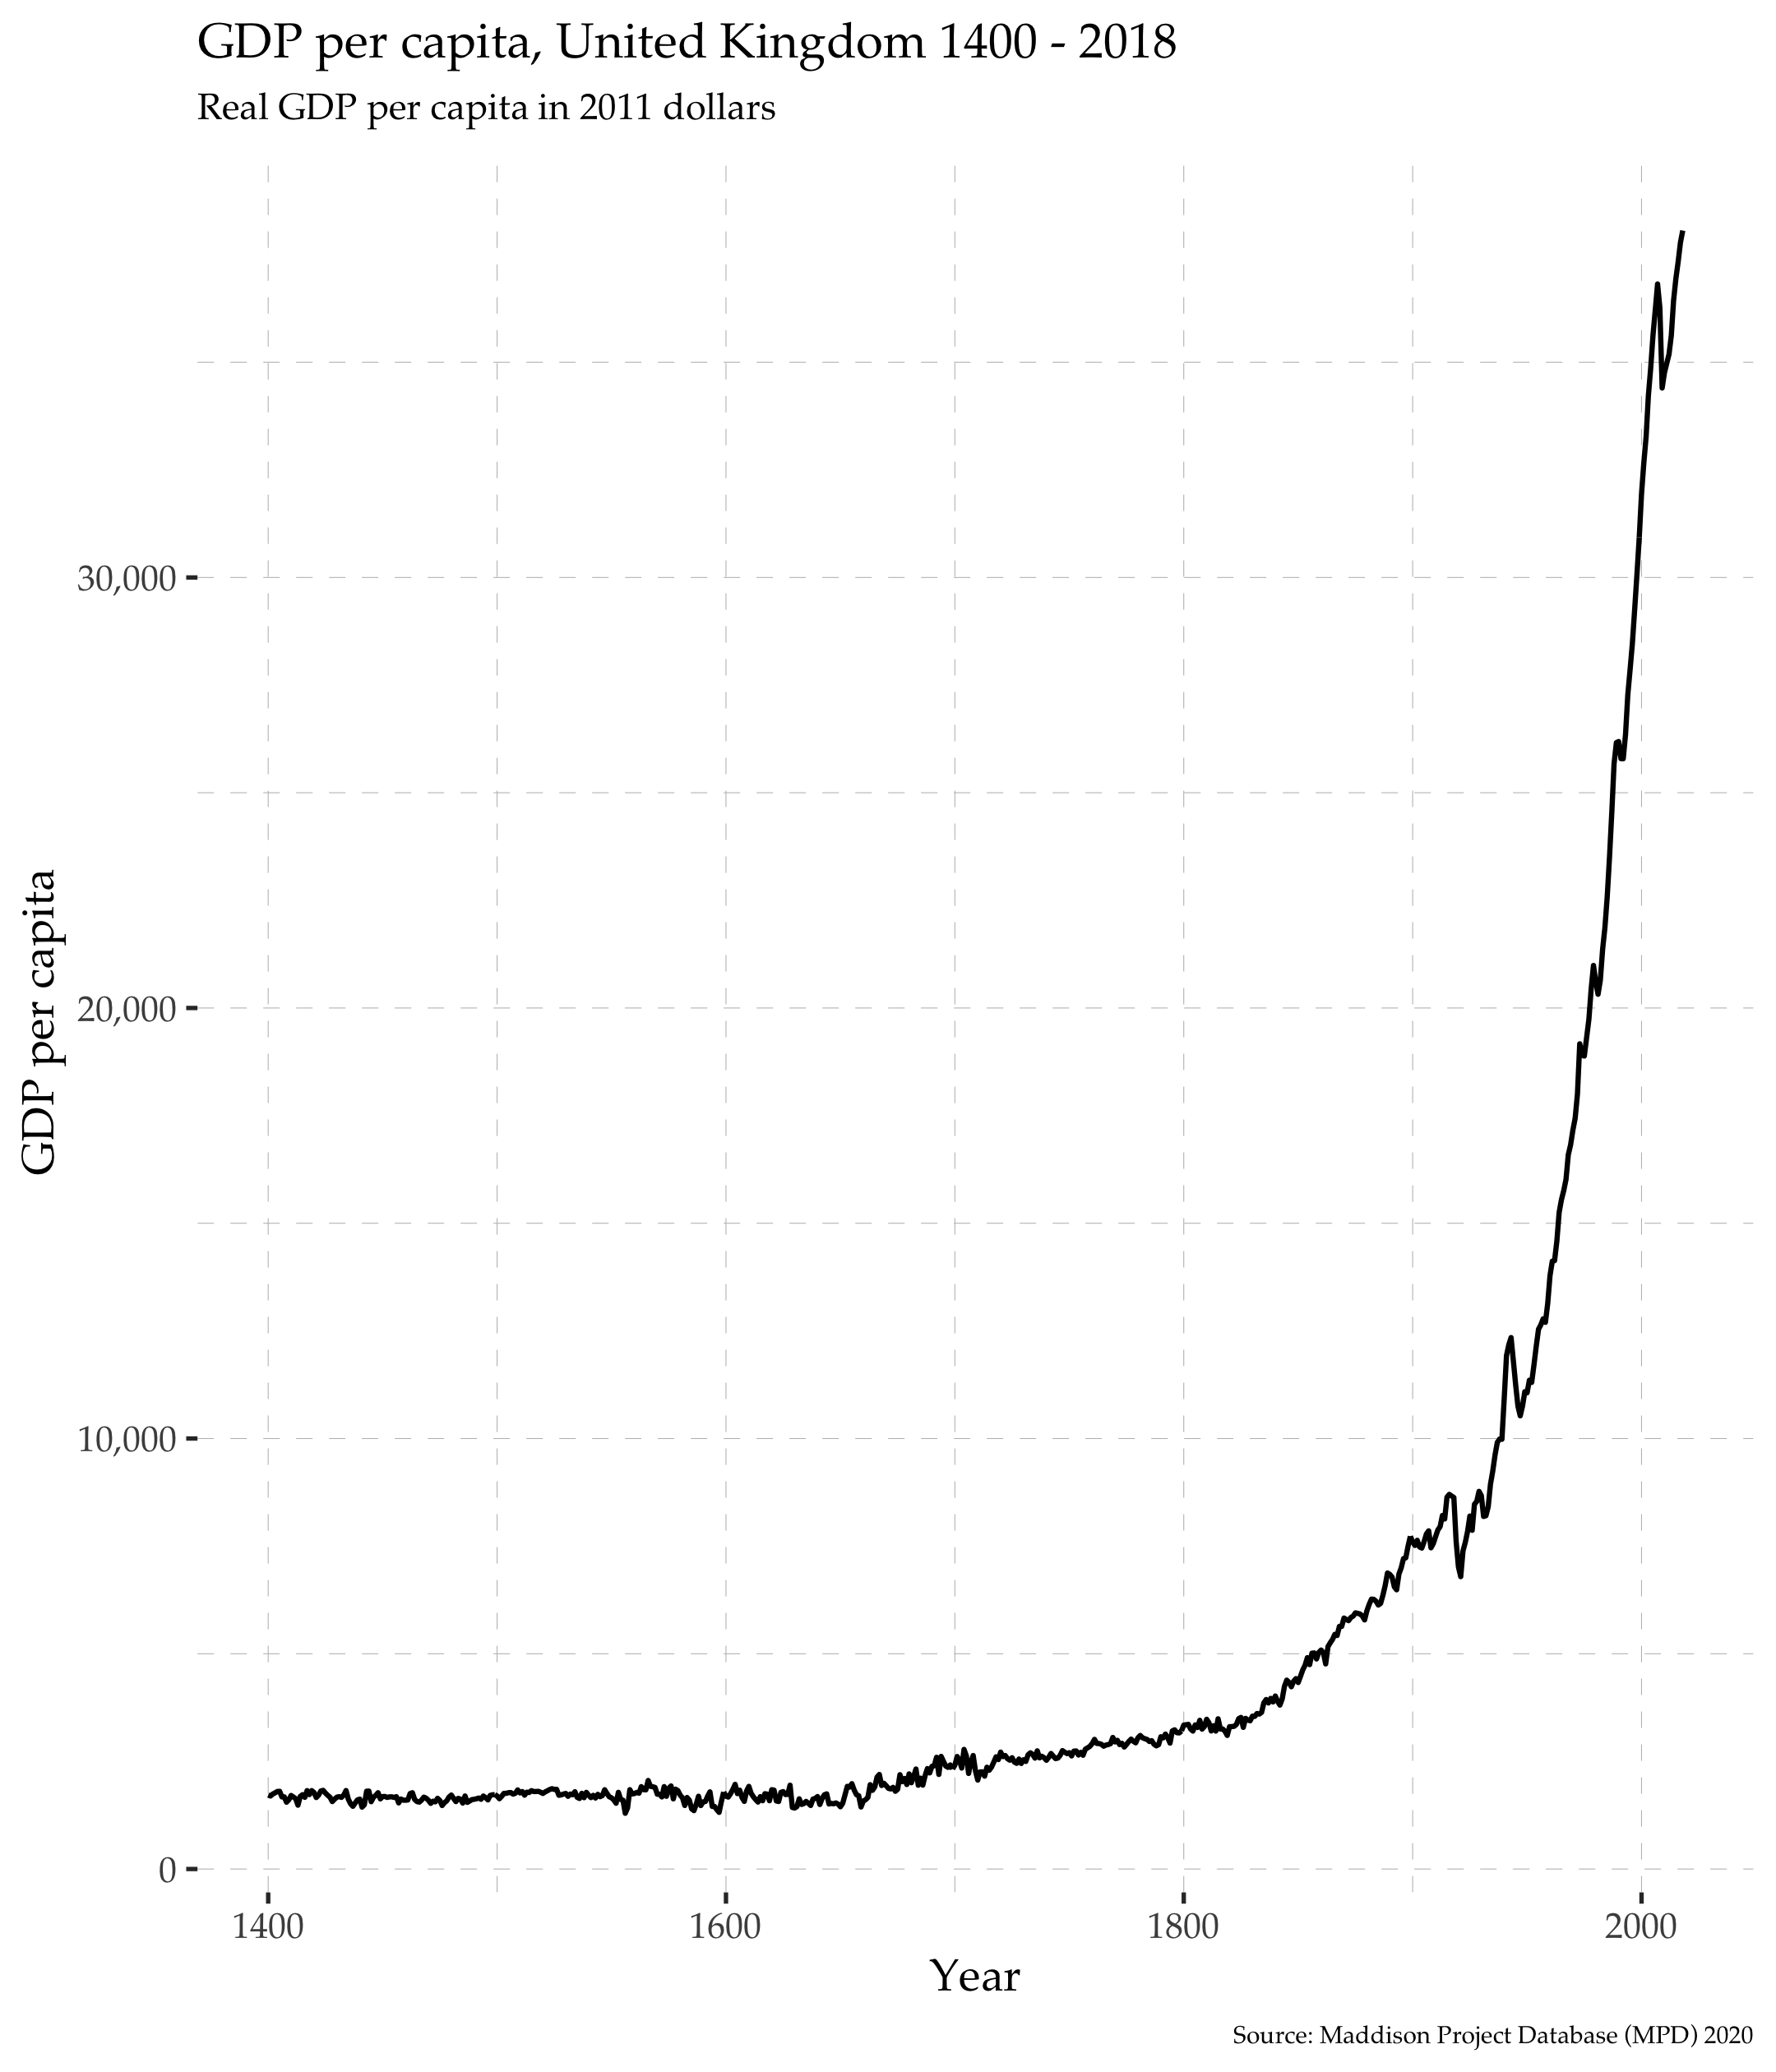 GDP per capita, United Kingdom 1400 - 2018
Real GDP per capita in 2011 dollars
GDP per capita
30,000
20,000
10,000
0
1400 1600 1800 2000
Year
Source: Maddison Project Database (MPD) 2020